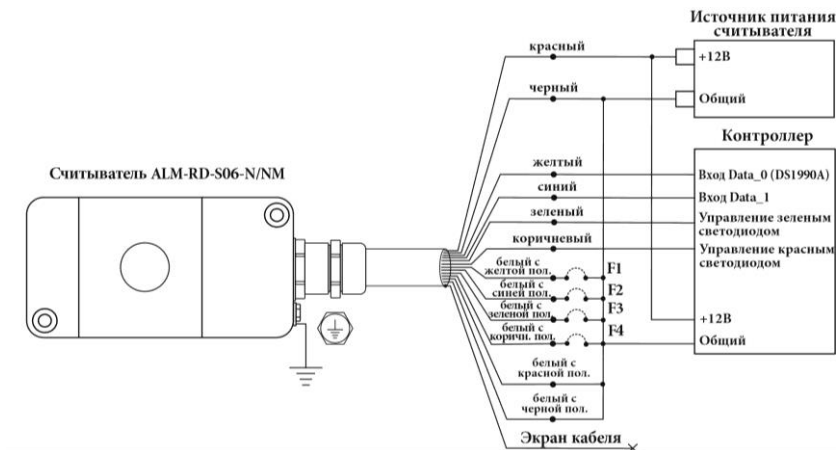 Источник питания
считывателя
красный
+12В
черный
Общий
Контроллер
Считыватель ALM-RD-S06-N/NM
желтый
Вход Data_0 (DS1990A)
синий
Вход Data_1
зеленый
Управление зеленым
светодиодом
коричневый
Управление красным
светодиодом
белый с
желтой пол.
F1
белый с
синей пол.
F2
белый с
зеленой пол.
F3
белый с
коричн. пол.
F4
+12В
Общий
белый с
красной пол.
белый с
черной пол.
Экран кабеля